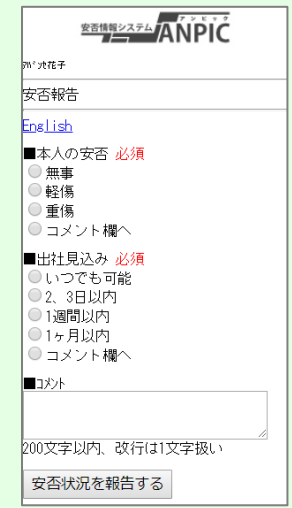 安否情報システム ANPIC
アンピック
ｱﾝﾋﾟｯｸ花子
安否報告
English
■本人の安否 必須
無事
軽傷
重傷
コメント欄へ
■出社見込み 必須
いつでも可能
2、3日以内
1週間以内
1ヶ月以内
コメント欄へ
■ｺﾒﾝﾄ
200文字以内、改行は1文字扱い
安否状況を報告する